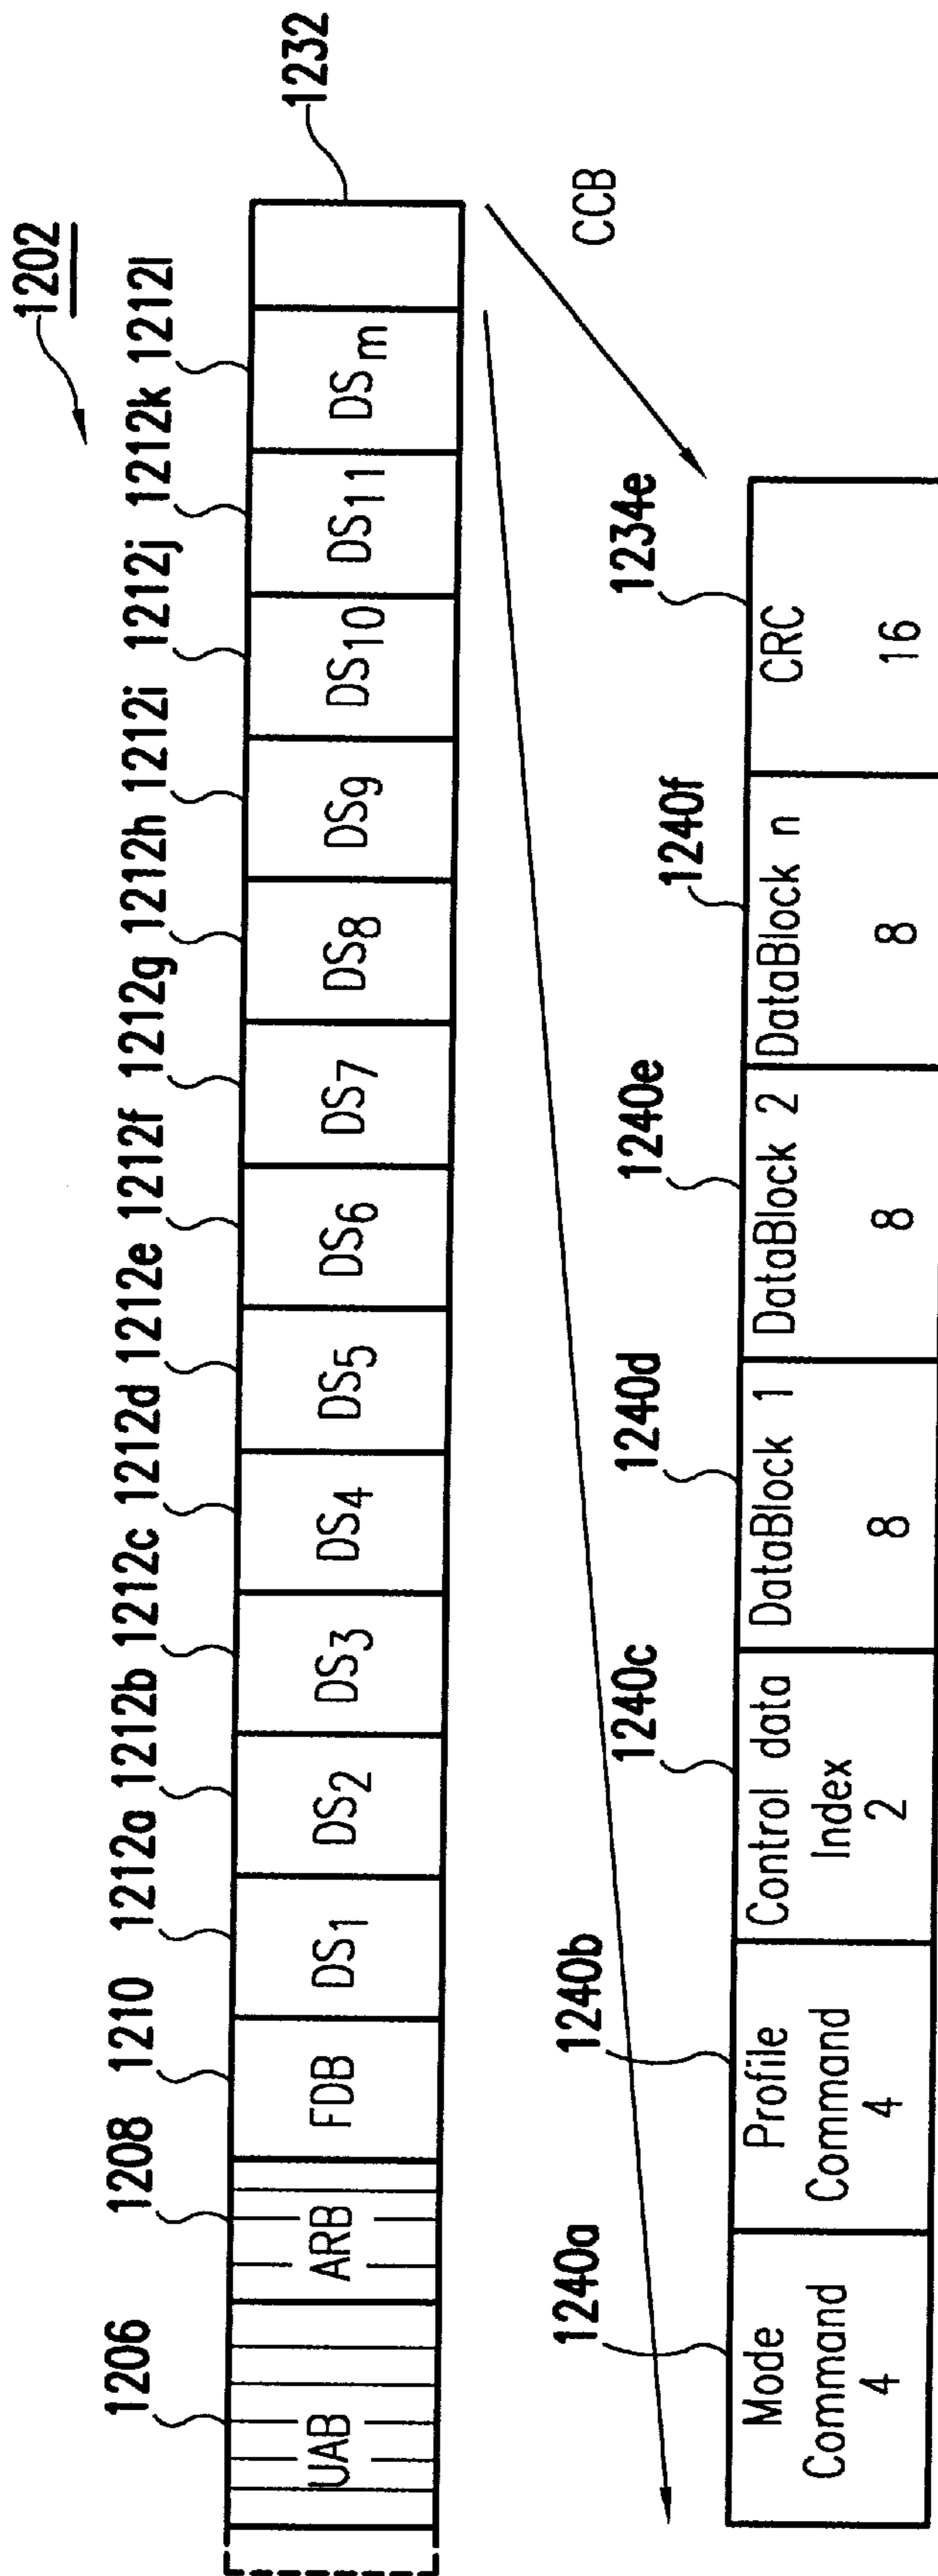 1202
1206 1208 1210 1212a 1212b 1212c 1212d 1212e 1212f 1212g 1212h 1212i 1212j 1212k 1212l
1232
UAB ARB FDB DS1 DS2 DS3 DS4 DS5 DS6 DS7 DS8 DS9 DS10 DS11 DSm
CCB
1240a 1240b 1240c 1240d 1240e 1240f 1234e
Mode Profile Control data DataBlock 1 DataBlock 2 DataBlock n CRC
Command Command Index
4 4 2 8 8 8 16